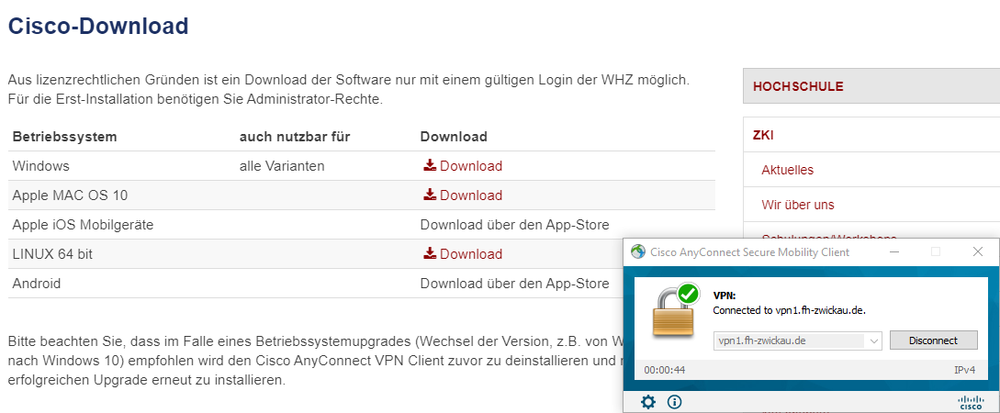 Cisco-Download
Aus lizenzrechtlichen Gründen ist ein Download der Software nur mit einem gültigen Login der WHZ möglich.
Für die Erst-Installation benötigen Sie Administrator-Rechte.
Betriebssystem auch nutzbar für Download
Windows alle Varianten Download
Apple MAC OS 10 Download
Apple iOS Mobilgeräte Download über den App-Store
LINUX 64 bit Download
Android Download über den App-Store
Bitte beachten Sie, dass im Falle eines Betriebssystemupgrades (Wechsel der Version, z.B. von W
nach Windows 10) empfohlen wird den Cisco AnyConnect VPN Client zuvor zu deinstallieren und
erfolgreichen Upgrade erneut zu installieren.
HOCHSCHULE
ZKI
Aktuelles
Wir über uns
Schulungen/Workshops
Cisco AnyConnect Secure Mobility Client
VPN:
Connected to vpn1.fh-zwickau.de.
vpn1.fh-zwickau.de Disconnect
00:00:44 IPv4
CISCO